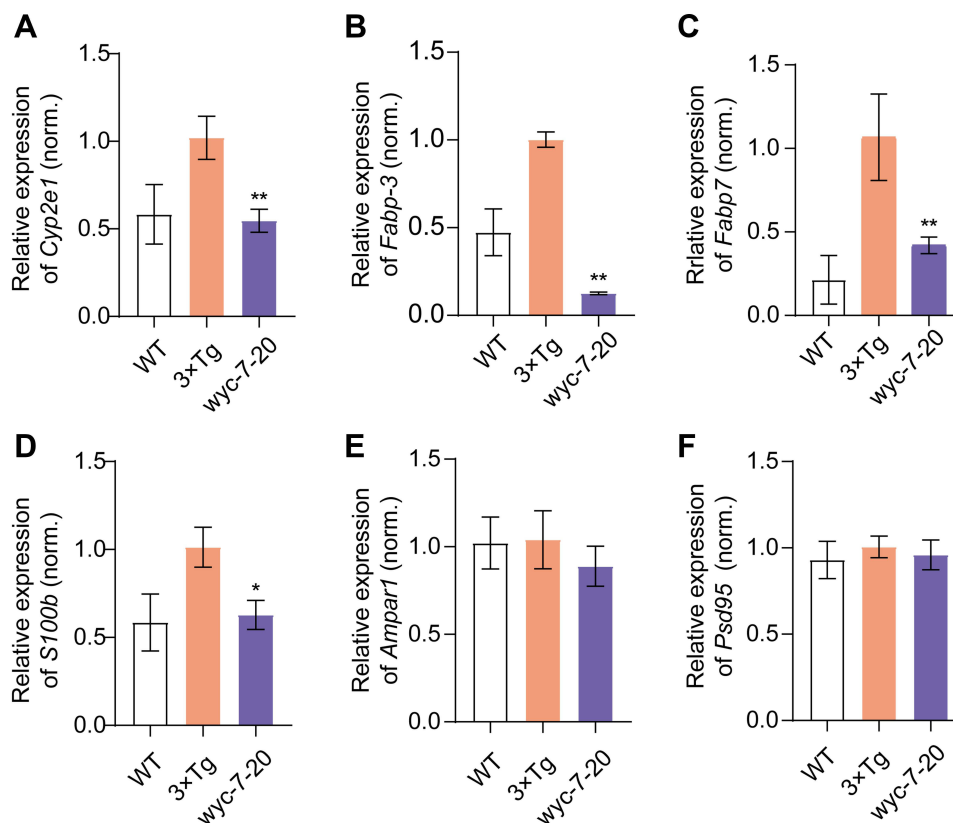 A
Relative expression
of Cyp2e1 (norm.)
1.5
1.0
0.5
0.0
**
WT
3×Tg
wyc-7-20
B
Relative expression
of Fabp-3 (norm.)
1.5
1.0
0.5
0.0
**
WT
3×Tg
wyc-7-20
C
Rrlative expression
of Fabp7 (norm.)
1.5
1.0
0.5
0.0
**
WT
3×Tg
wyc-7-20
D
Relative expression
of S100b (norm.)
1.5
1.0
0.5
0.0
*
WT
3×Tg
wyc-7-20
E
Relative expression
of Ampar1 (norm.)
1.5
1.0
0.5
0.0
WT
3×Tg
wyc-7-20
F
Relative expression
of Psd95 (norm.)
1.5
1.0
0.5
0.0
WT
3×Tg
wyc-7-20